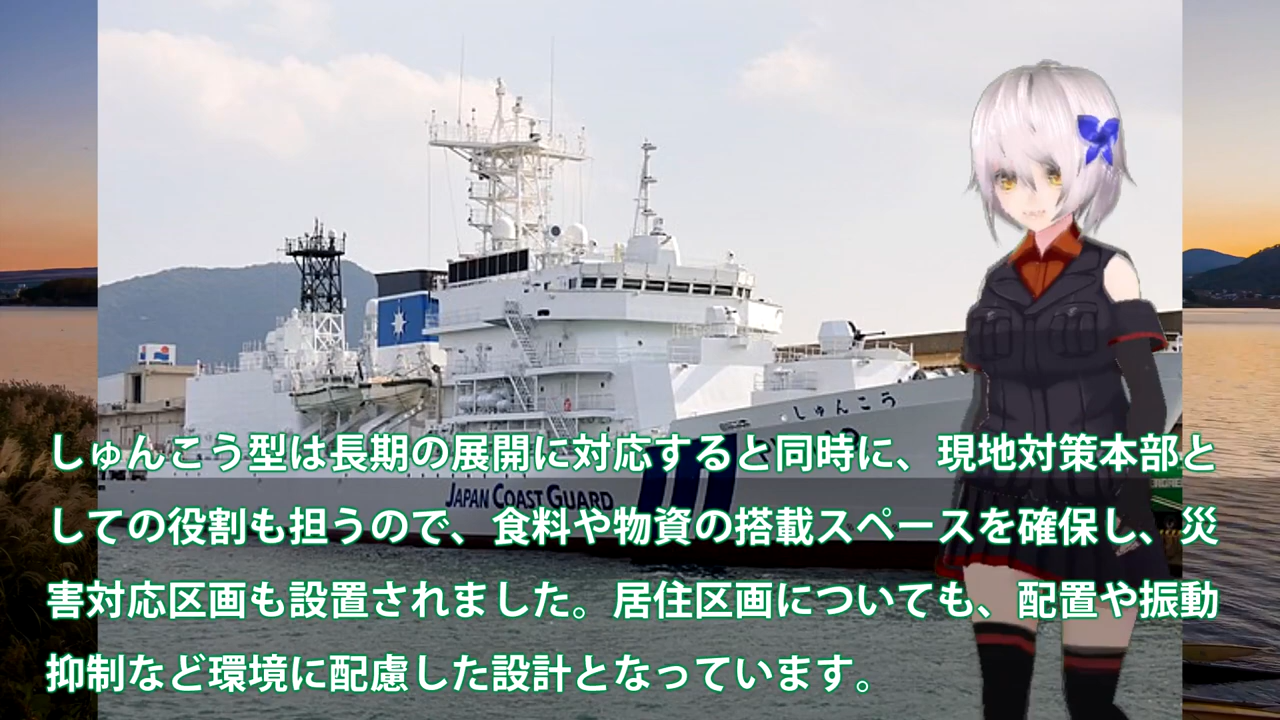 しゅんこう
JAPAN COAST GUARD
しゅんこう型は長期の展開に対応すると同時に、現地対策本部と
しての役割も担うので、食料や物資の搭載スペースを確保し、災
害対応区画も設置されました。居住区画についても、配置や振動
抑制など環境に配慮した設計となっています。